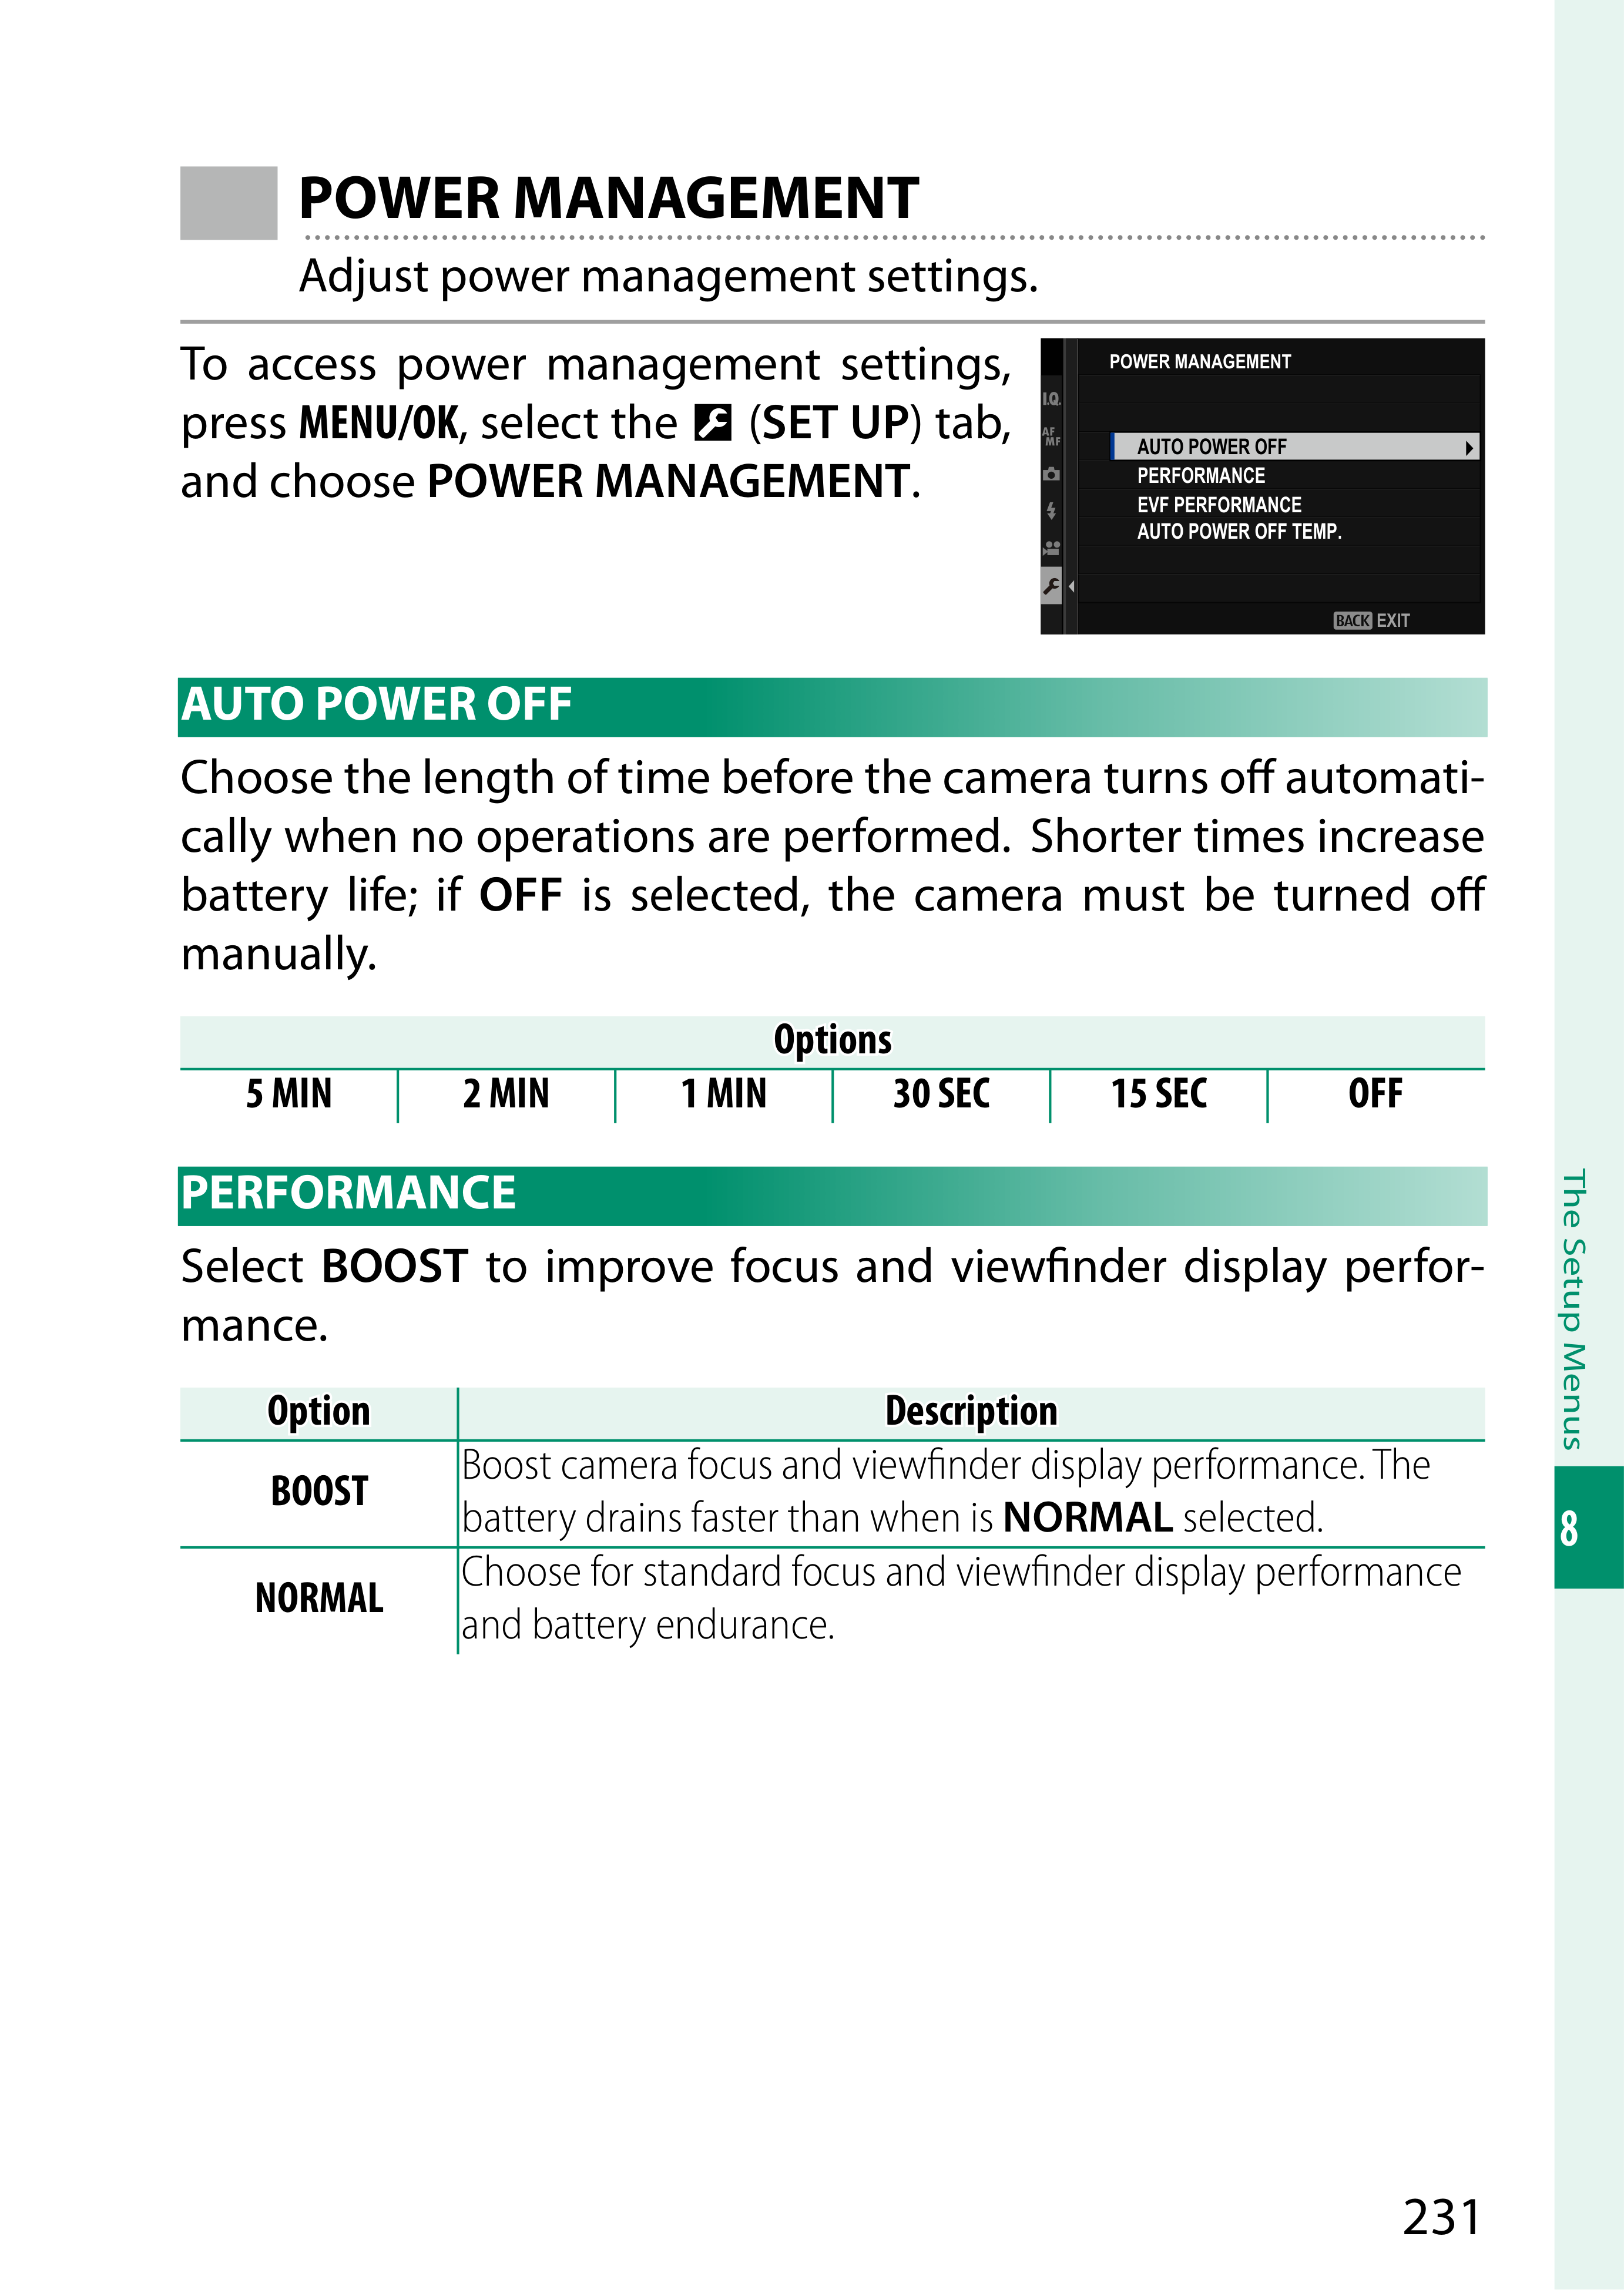 POWER MANAGEMENT
Adjust power management settings.
To access power management settings,
press MENU/OK, select the (SET UP) tab,
and choose POWER MANAGEMENT.
POWER MANAGEMENT
I.Q.
AF
MF
AUTO POWER OFF
PERFORMANCE
EVF PERFORMANCE
AUTO POWER OFF TEMP.
BACK EXIT
AUTO POWER OFF
Choose the length of time before the camera turns off automati-
cally when no operations are performed. Shorter times increase
battery life; if OFF is selected, the camera must be turned off
manually.
Options
5 MIN 2 MIN 1 MIN 30 SEC 15 SEC OFF
PERFORMANCE
Select BOOST to improve focus and viewfinder display perfor-
mance.
Option Description
BOOST
Boost camera focus and viewfinder display performance. The
battery drains faster than when is NORMAL selected.
NORMAL
Choose for standard focus and viewfinder display performance
and battery endurance.
The Setup Menus
8
231